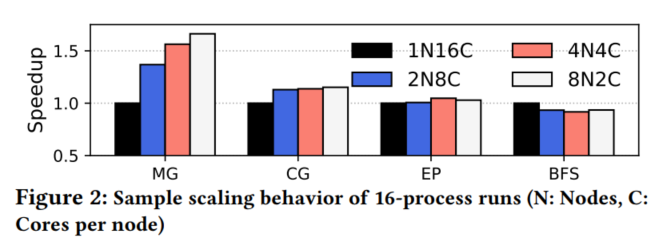 Speedup
1.5
1.0
0.5
1N16C
4N4C
2N8C
8N2C
MG CG EP BFS
Figure 2: Sample scaling behavior of 16-process runs (N: Nodes, C:
Cores per node)